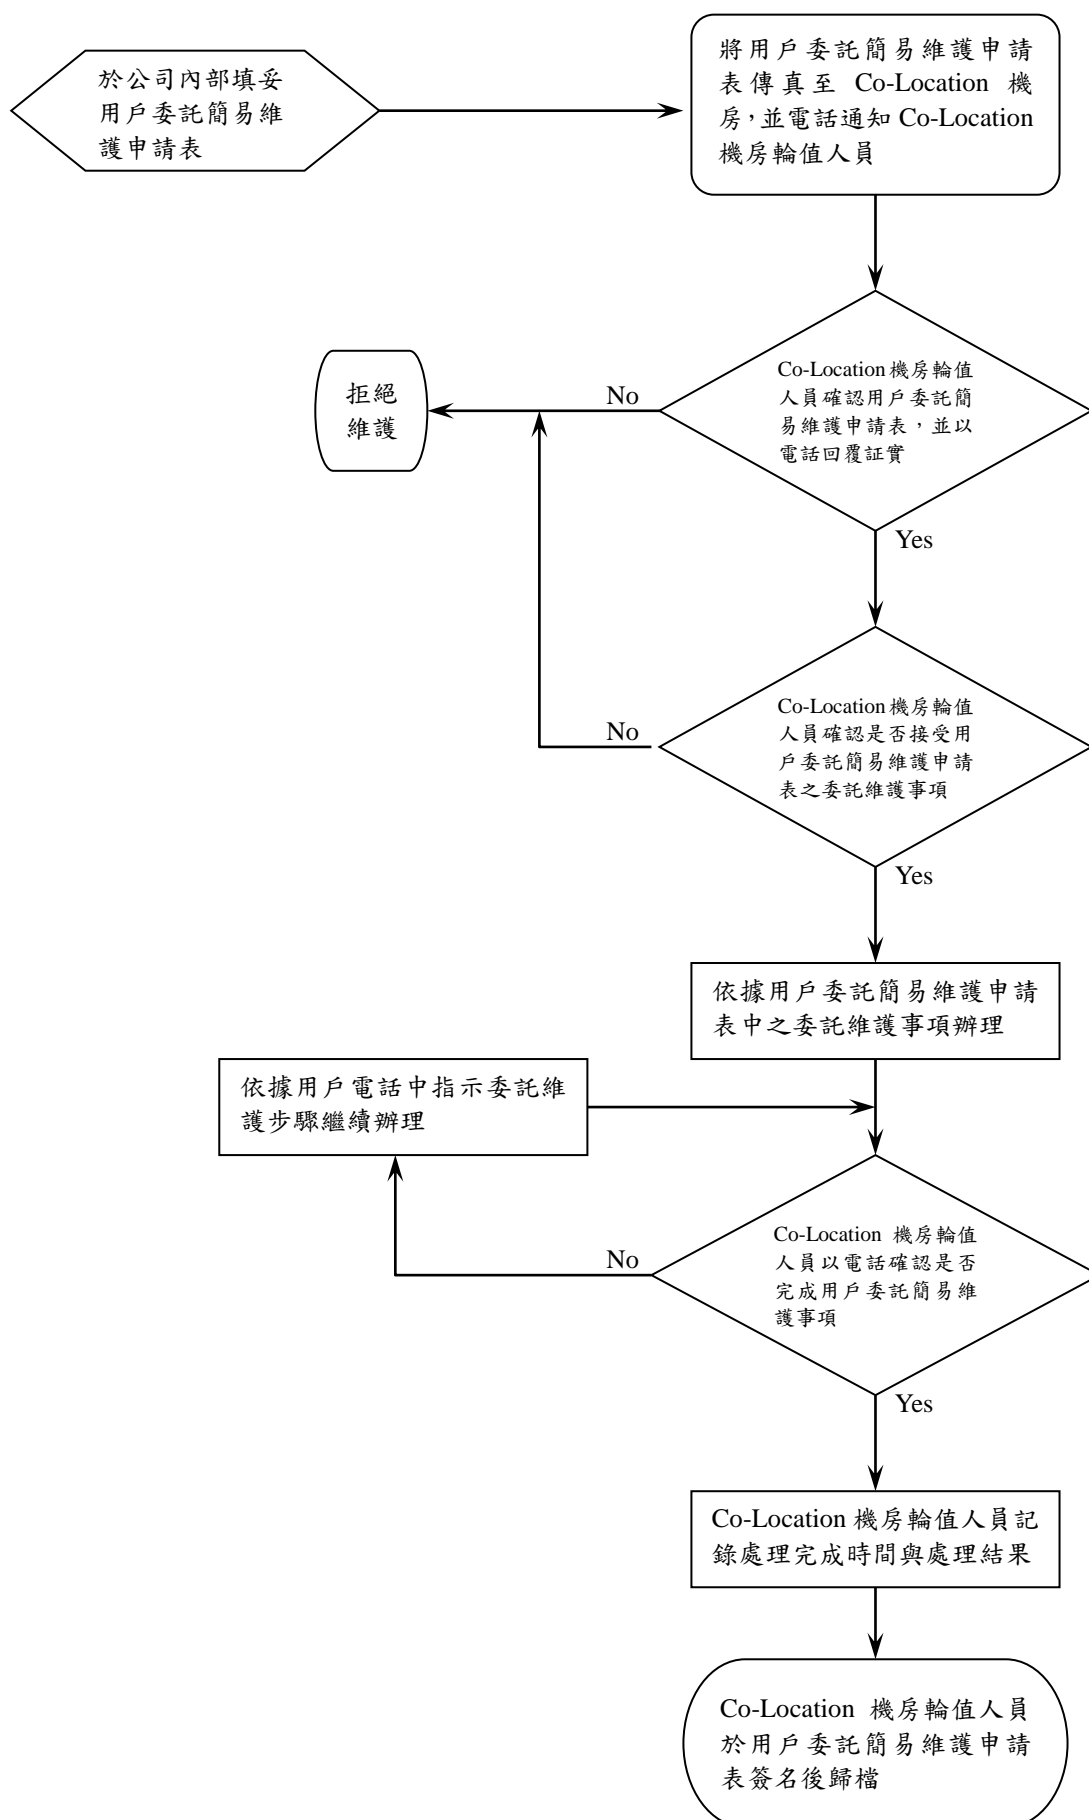 於公司內部填妥
用戶委託簡易維
護申請表
將用戶委託簡易維護申請
表傳真至 Co-Location 機
房，並電話通知 Co-Location
機房輪值人員
Co-Location 機房輪值
人員確認用戶委託簡
易維護申請表，並以
電話回覆証實
No
拒絕
維護
Yes
Co-Location 機房輪值
人員確認是否接受用
戶委託簡易維護申請
表之委託維護事項
No
Yes
依據用戶委託簡易維護申請
表中之委託維護事項辦理
依據用戶電話中指示委託維
護步驟繼續辦理
Co-Location 機房輪值
人員以電話確認是否
完成用戶委託簡易維
護事項
No
Yes
Co-Location 機房輪值人員記
錄處理完成時間與處理結果
Co-Location 機房輪值人員
於用戶委託簡易維護申請
表簽名後歸檔